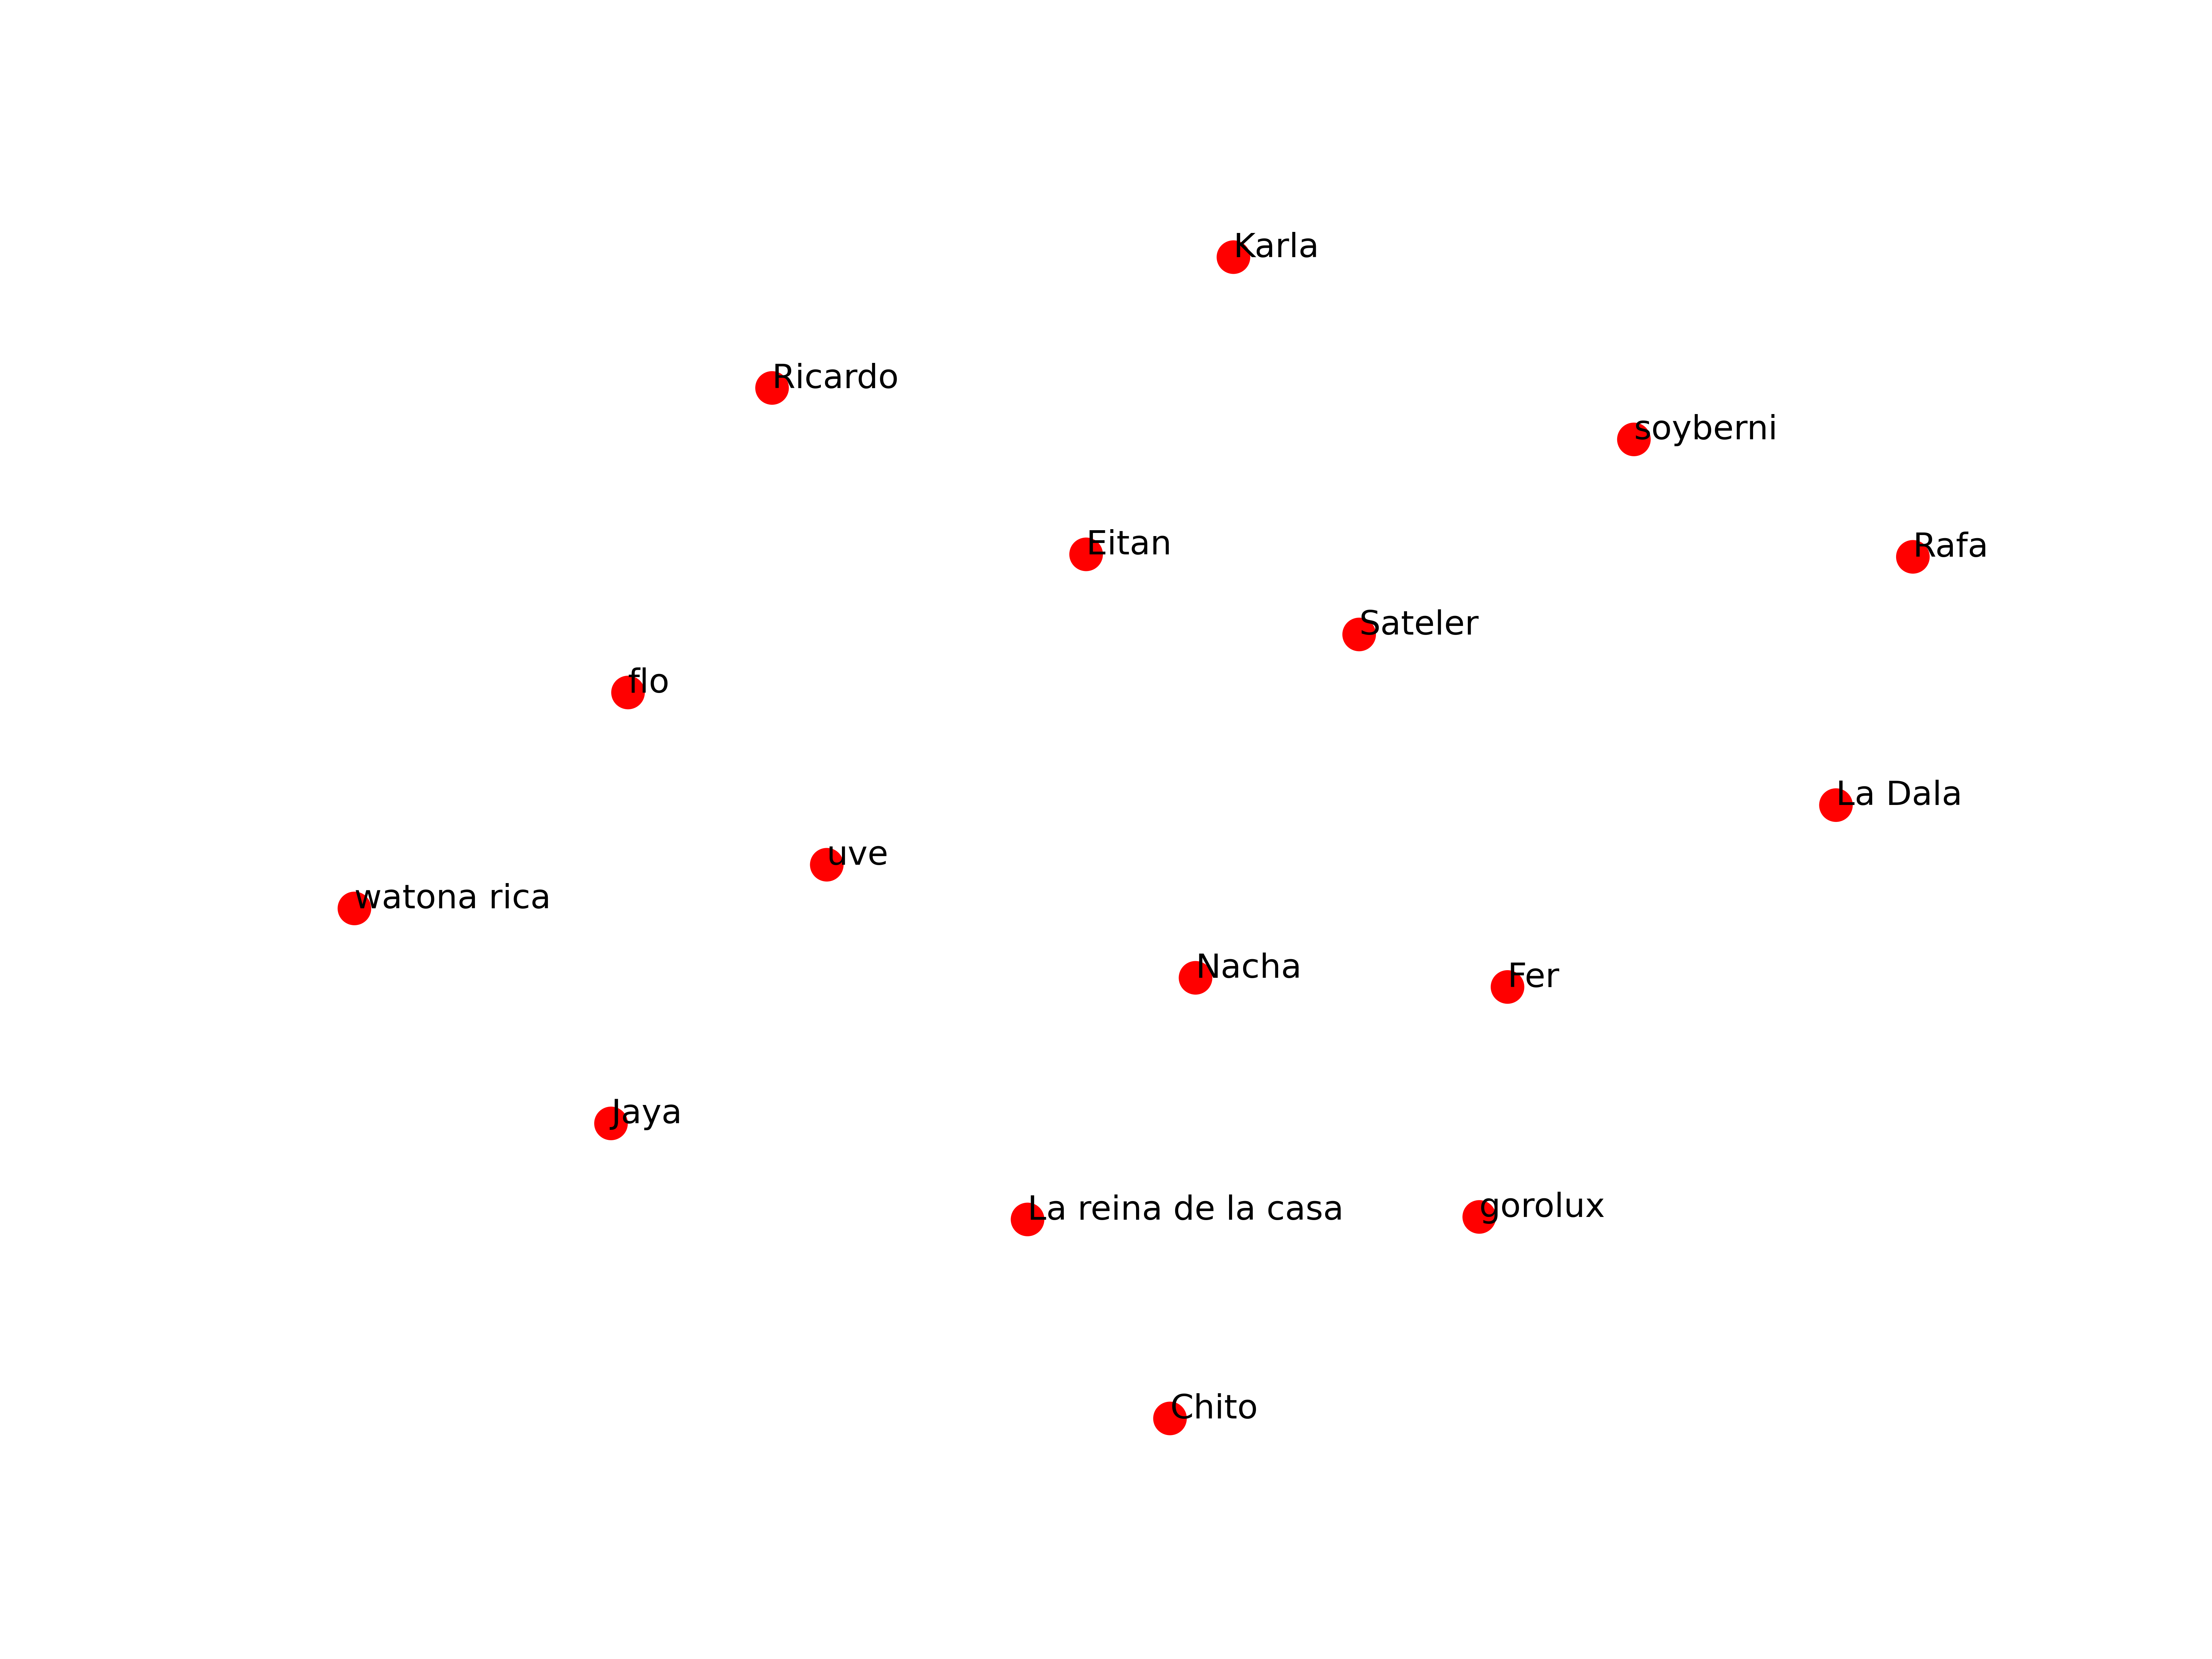 Karla
Ricardo
soyberni
Eitan
Rafa
Sateler
flo
La Dala
uve
watona rica
Nacha
Fer
Jaya
La reina de la casa
gorolux
Chito